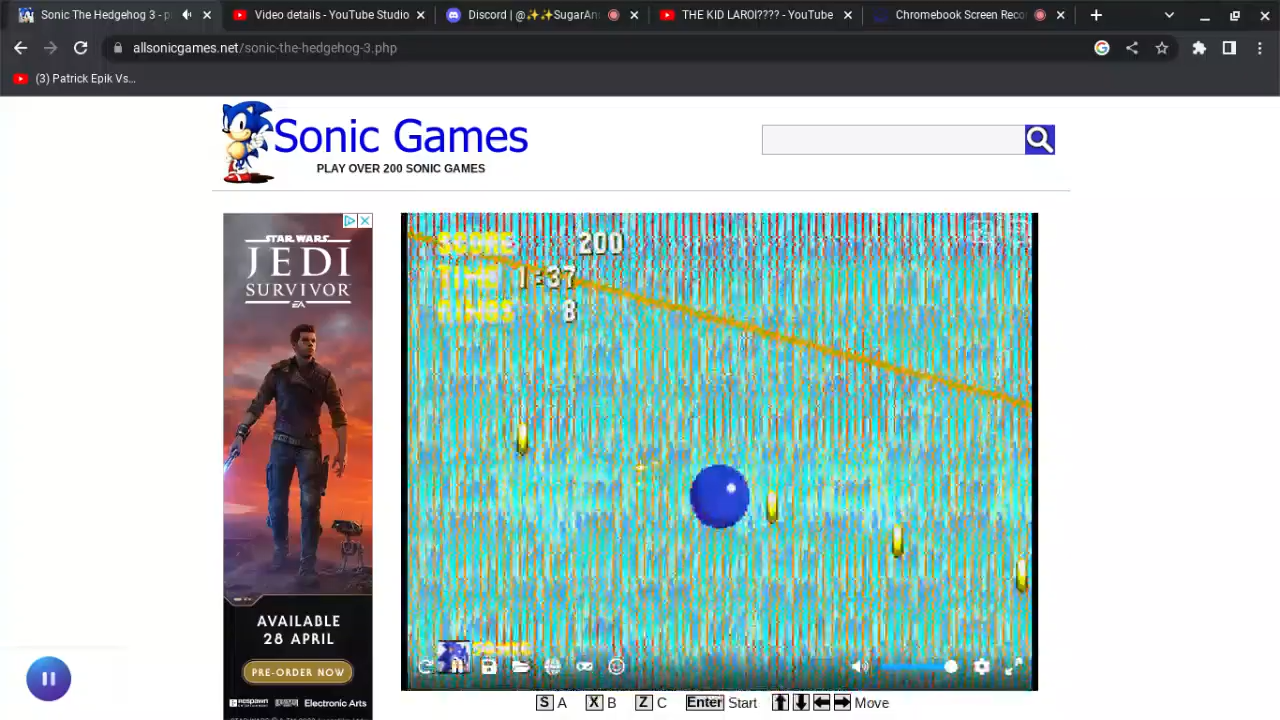 Sonic The Hedgehog 3 - p
Video details - YouTube Studio
Discord | @✨✨SugarAn
THE KID LAROI???? - YouTube
Chromebook Screen Reco
allsonicgames.net/sonic-the-hedgehog-3.php
(3) Patrick Epik Vs...
Sonic Games
PLAY OVER 200 SONIC GAMES
STAR WARS
JEDI
SURVIVOR
EA
AVAILABLE
28 APRIL
PRE-ORDER NOW
respawn
Electronic Arts
SCORE 200
TIME 1:37
RINGS 8
S A X B Z C Enter Start Move